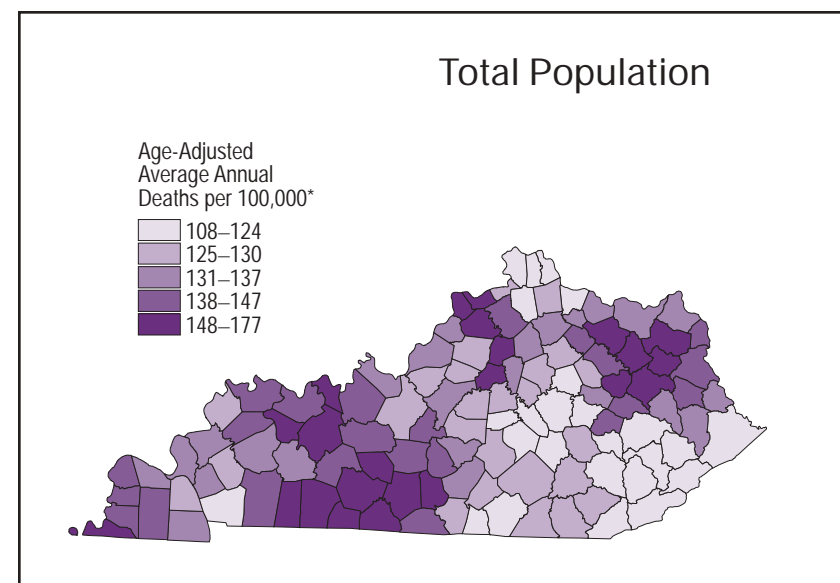 Total Population
Age-Adjusted
Average Annual
Deaths per 100,000*
108–124
125–130
131–137
138–147
148–177